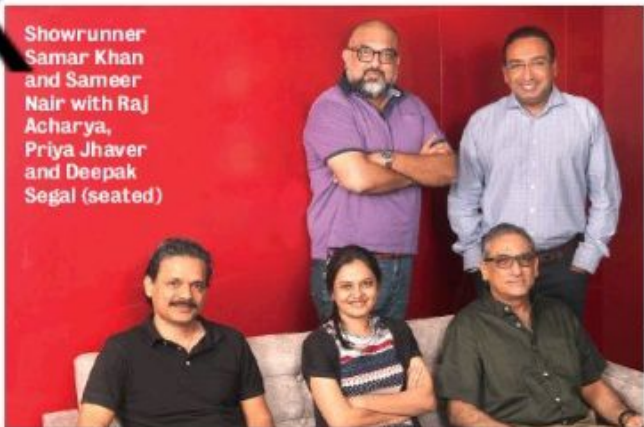 Showrunner
Samar Khan
and Sameer
Nair with Raj
Acharya,
Priya Jhaver
and Deepak
Segal (seated)